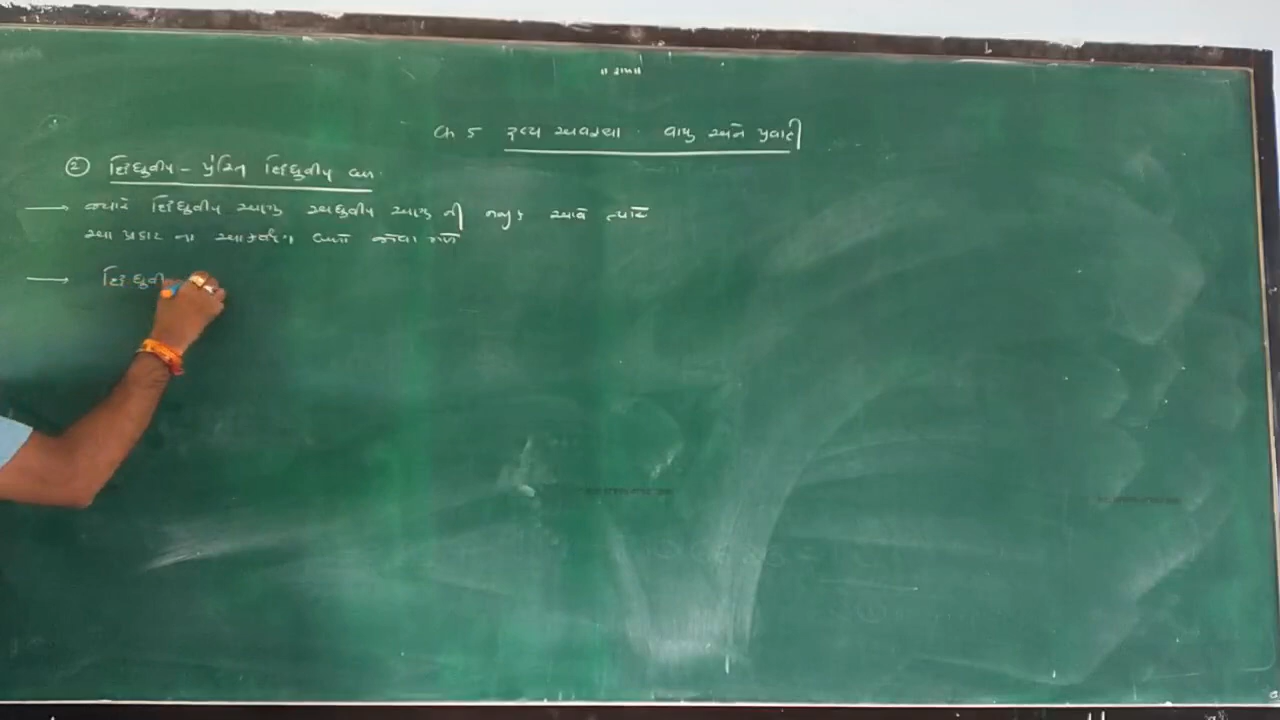 ॥ રામ ॥
Ch 5 દ્રવ્ય અવસ્થા : વાયુ અને પ્રવાહી
② દ્વિધ્રુવીય - પ્રેરિત દ્વિધ્રુવીય બળ.
→ જ્યારે દ્વિધ્રુવીય અણુ અધ્રુવીય અણુ ની નજીક આવે ત્યારે
આ પ્રકાર ના આકર્ષણ બળો જોવા મળે
→ દ્વિધ્રુવી